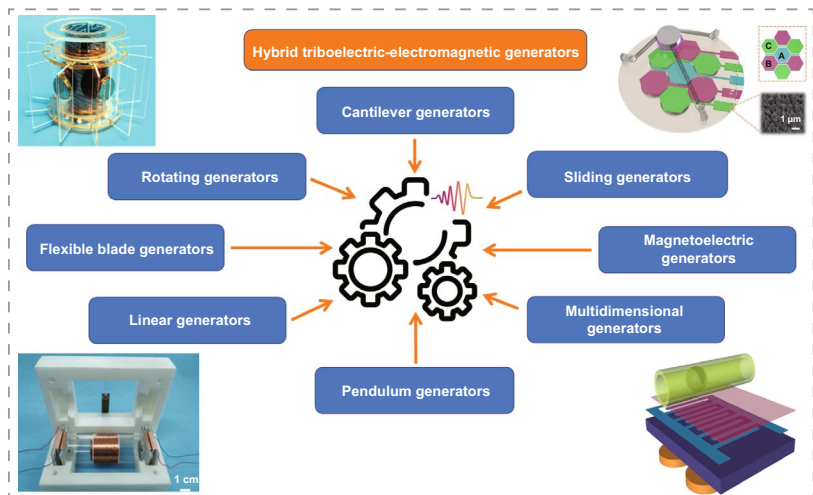 Hybrid triboelectric-electromagnetic generators
C
A
B
1 μm
Cantilever generators
Rotating generators
Sliding generators
Flexible blade generators
Magnetoelectric
generators
Linear generators
Multidimensional
generators
Pendulum generators
1 cm